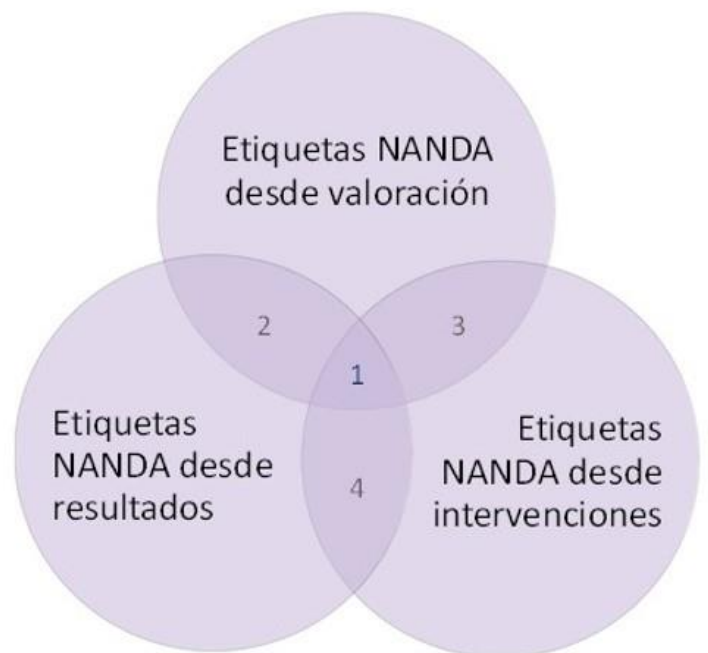 Etiquetas NANDA
desde valoración
2
3
1
Etiquetas
NANDA desde
resultados
4
Etiquetas
NANDA desde
intervenciones